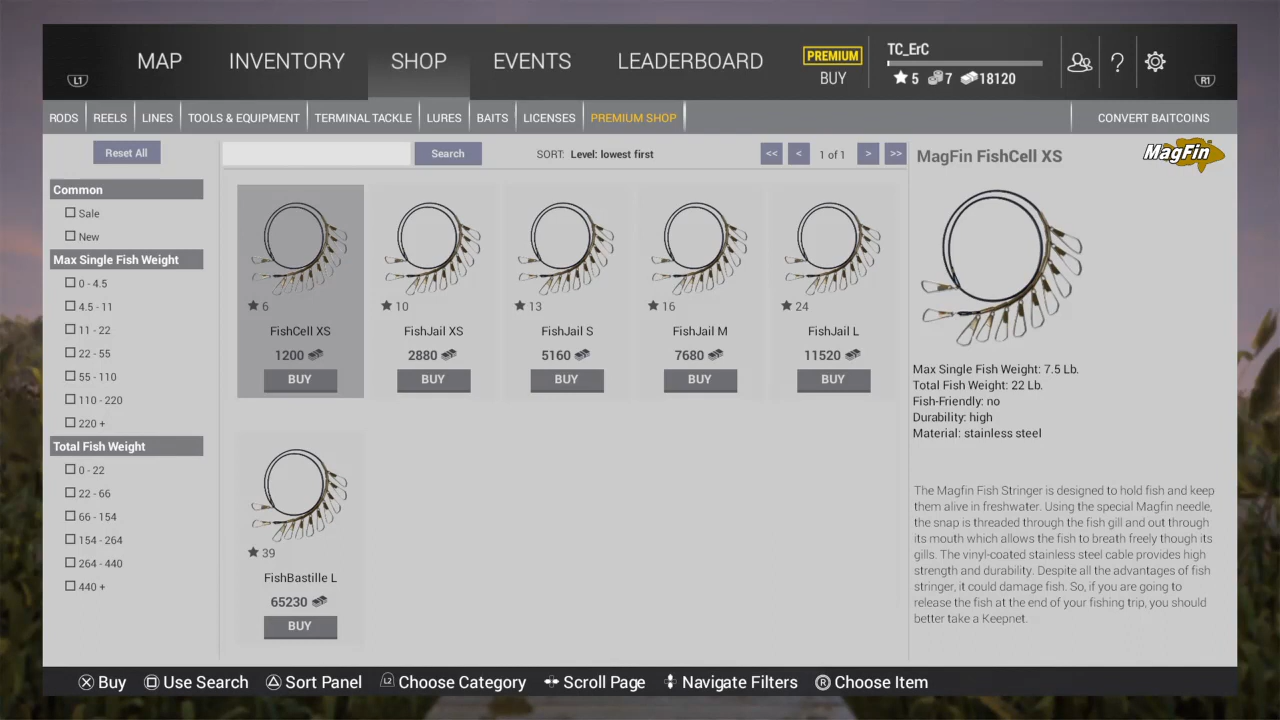 MAP
INVENTORY
SHOP
EVENTS
LEADERBOARD
PREMIUM
BUY
TC_ErC
5 7 18120
?
L1
R1
RODS
REELS
LINES
TOOLS & EQUIPMENT
TERMINAL TACKLE
LURES
BAITS
LICENSES
PREMIUM SHOP
CONVERT BAITCOINS
Reset All
Search
SORT: Level: lowest first
<<
<
1 of 1
>
>>
Common
Sale
New
Max Single Fish Weight
0 - 4.5
4.5 - 11
11 - 22
22 - 55
55 - 110
110 - 220
220 +
Total Fish Weight
0 - 22
22 - 66
66 - 154
154 - 264
264 - 440
440 +
6
FishCell XS
1200
BUY
10
FishJail XS
2880
BUY
13
FishJail S
5160
BUY
16
FishJail M
7680
BUY
24
FishJail L
11520
BUY
39
FishBastille L
65230
BUY
MagFin FishCell XS
MagFin
Max Single Fish Weight: 7.5 Lb.
Total Fish Weight: 22 Lb.
Fish-Friendly: no
Durability: high
Material: stainless steel
The Magfin Fish Stringer is designed to hold fish and keep
them alive in freshwater. Using the special Magfin needle,
the snap is threaded through the fish gill and out through
its mouth which allows the fish to breath freely though its
gills. The vinyl-coated stainless steel cable provides high
strength and durability. Despite all the advantages of fish
stringer, it could damage fish. So, if you are going to
release the fish at the end of your fishing trip, you should
better take a Keepnet.
Buy
Use Search
Sort Panel
L2 Choose Category
Scroll Page
Navigate Filters
R Choose Item